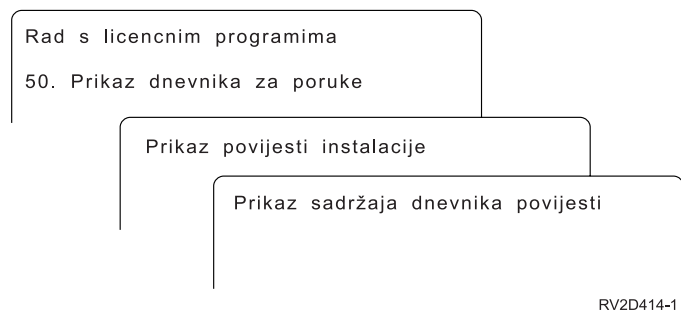 Rad s licencnim programima
50. Prikaz dnevnika za poruke
Prikaz povijesti instalacije
Prikaz sadržaja dnevnika povijesti
RV2D414-1